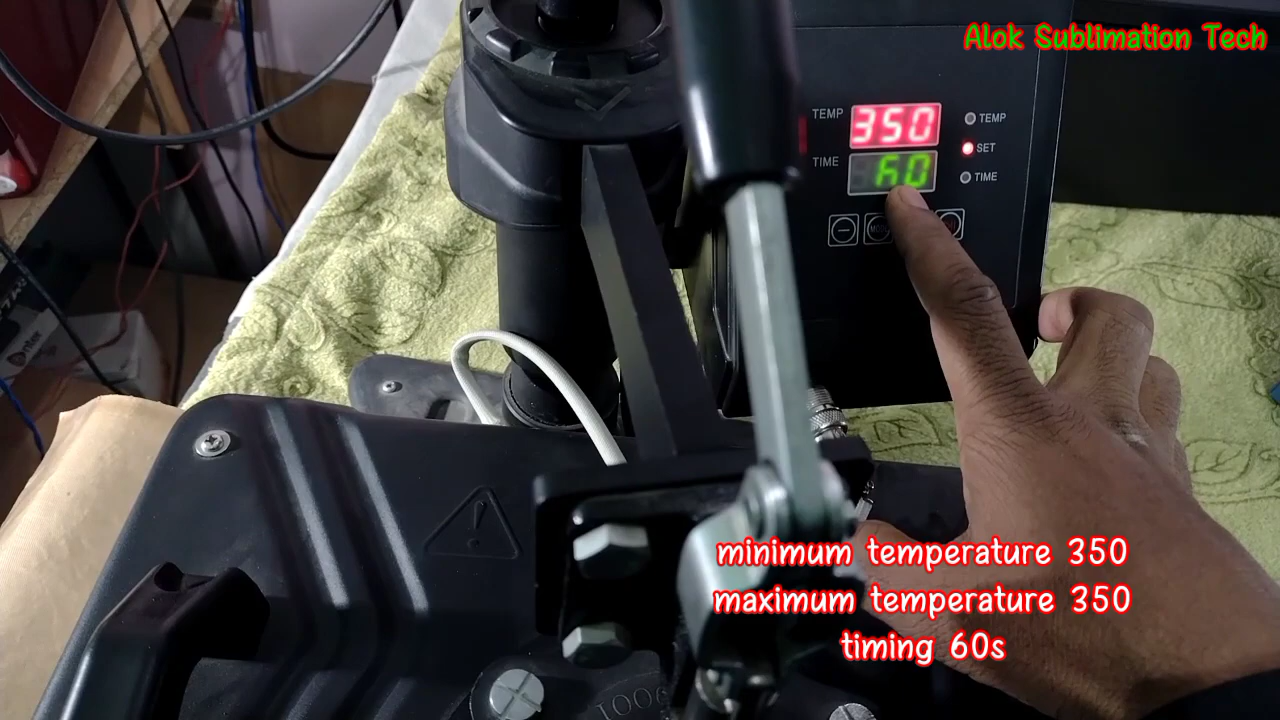 Alok Sublimation Tech
TEMP 350 TEMP
SET
TIME 60 TIME
minimum temperature 350
maximum temperature 350
timing 60s